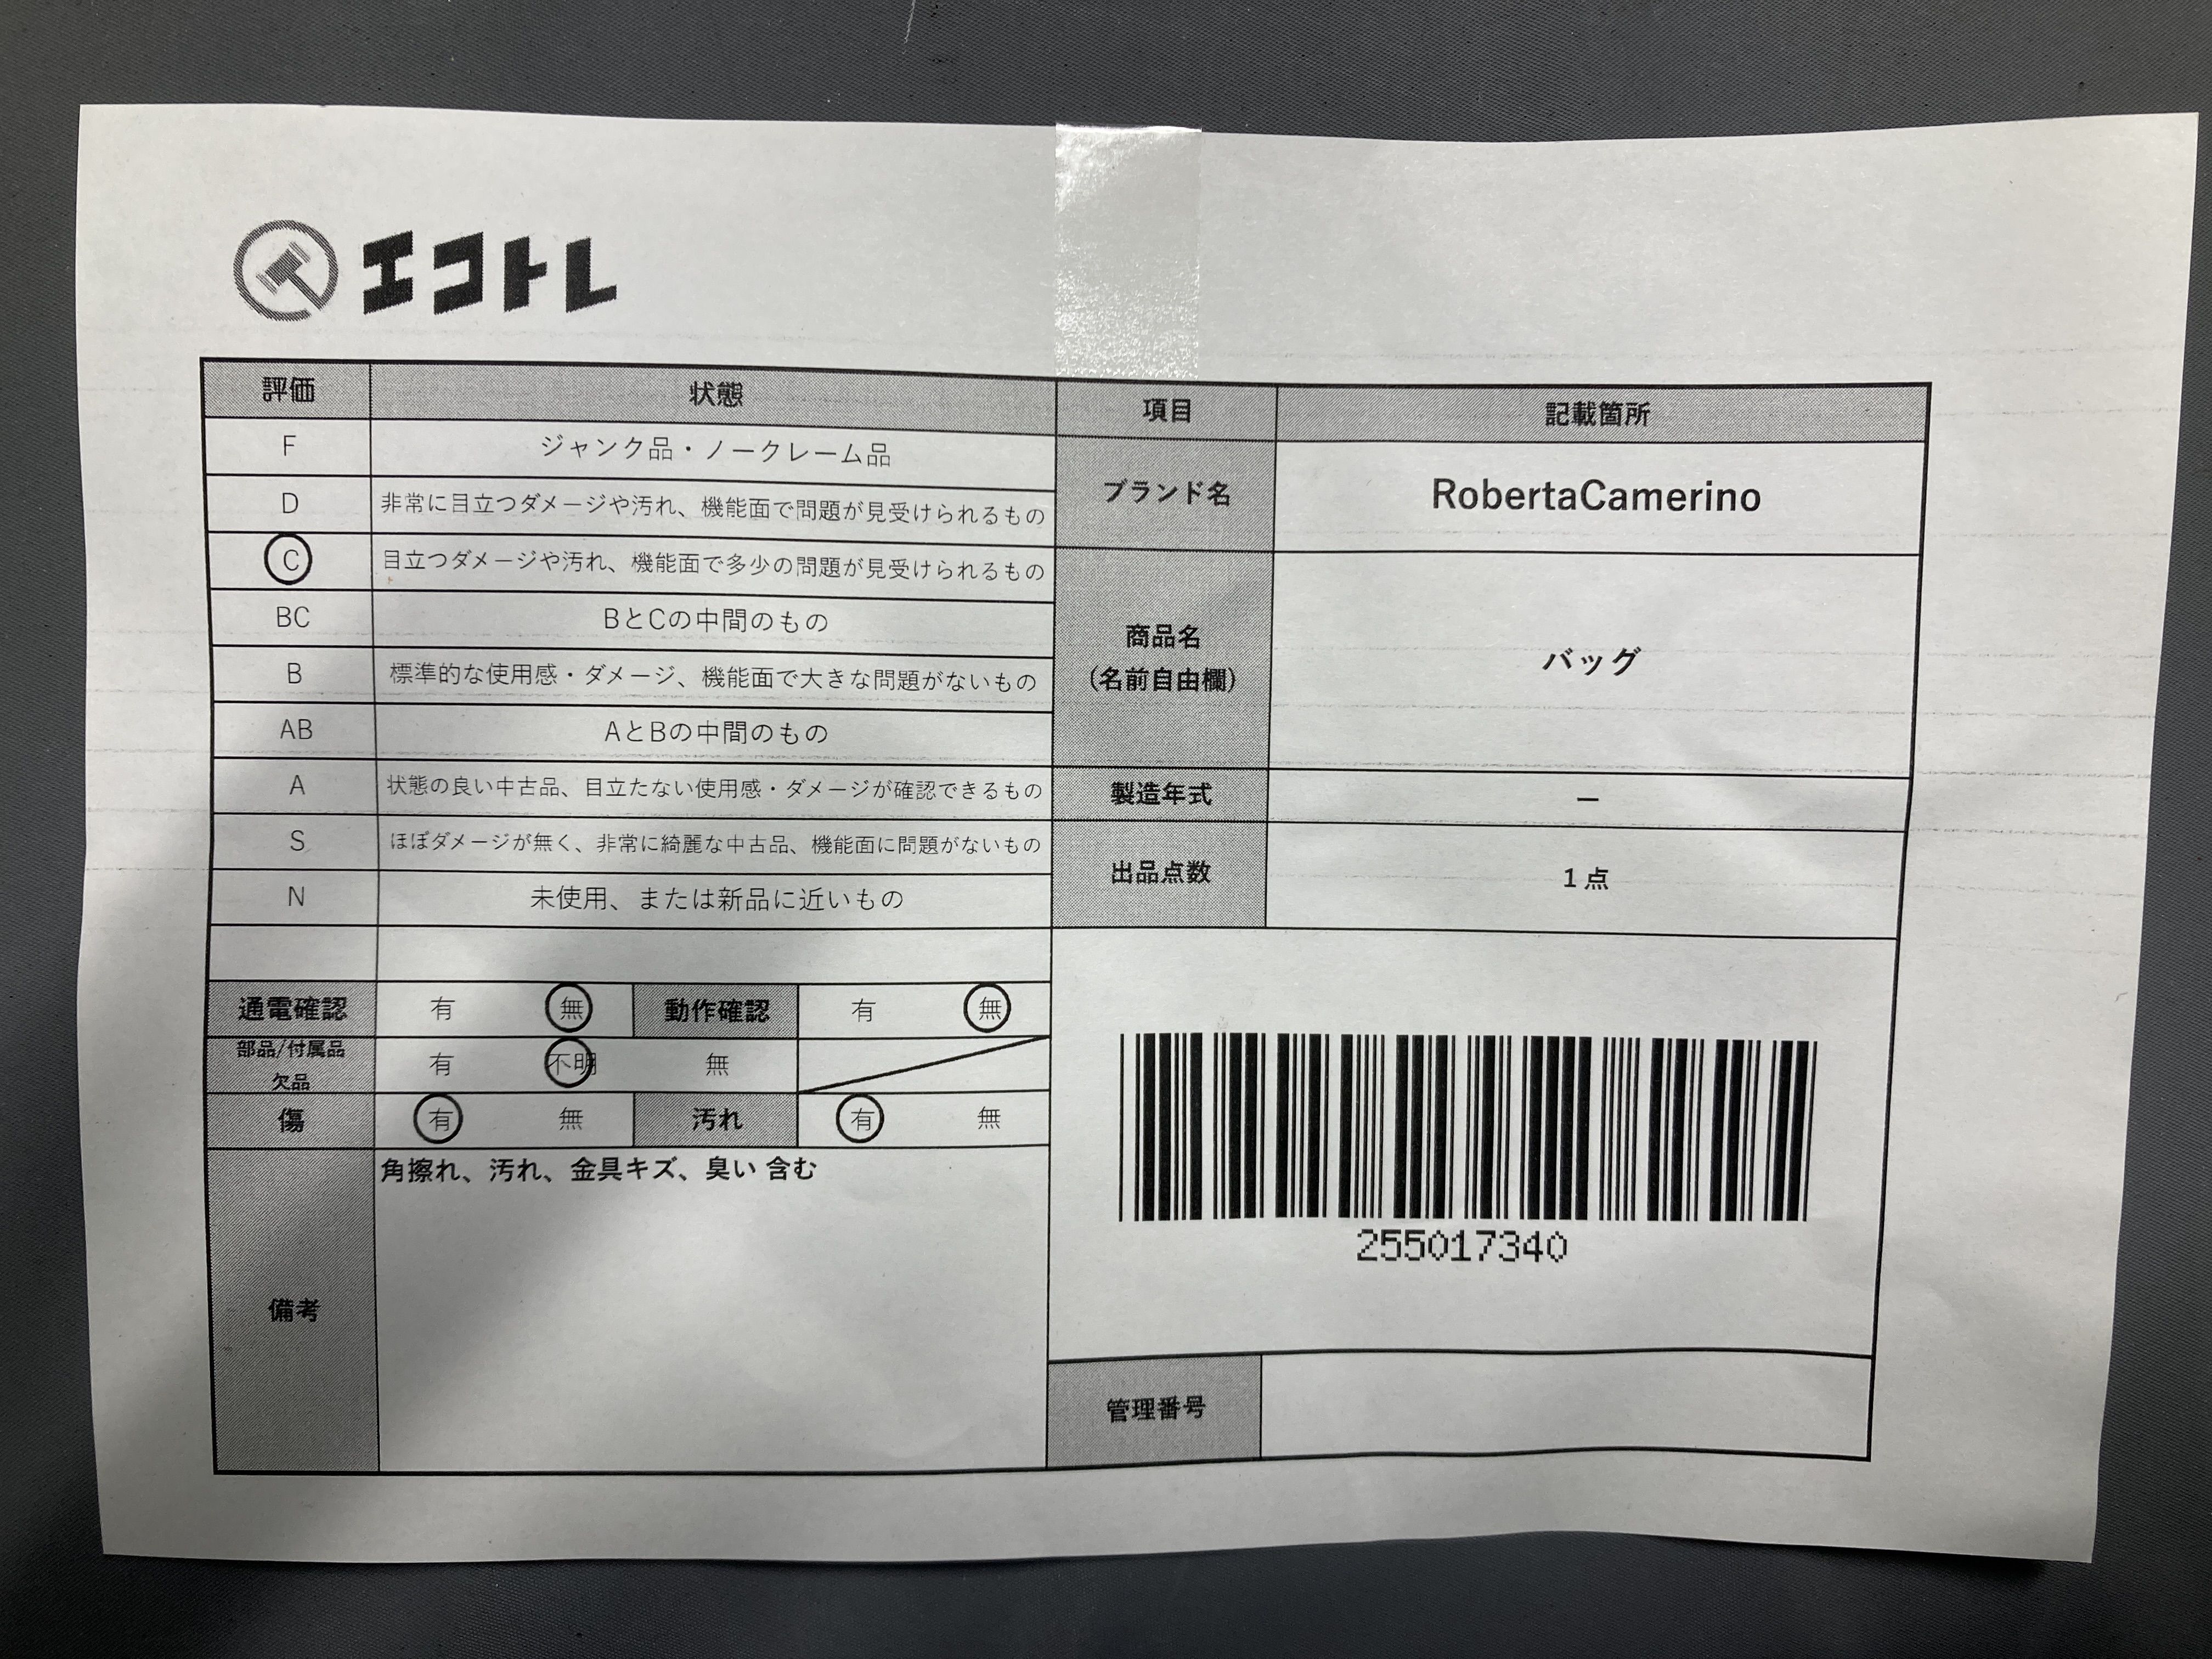 エコトレ
評価 状態
F ジャンク品・ノークレーム品
D 非常に目立つダメージや汚れ、機能面で問題が見受けられるもの
C 目立つダメージや汚れ、機能面で多少の問題が見受けられるもの
BC BとCの中間のもの
B 標準的な使用感・ダメージ、機能面で大きな問題がないもの
AB AとBの中間のもの
A 状態の良い中古品、目立たない使用感・ダメージが確認できるもの
S ほぼダメージが無く、非常に綺麗な中古品、機能面に問題がないもの
N 未使用、または新品に近いもの
通電確認 有 無 動作確認 有 無
部品/付属品
欠品 有 不明 無
傷 有 無 汚れ 有 無
備考 角擦れ、汚れ、金具キズ、臭い 含む
項目 記載箇所
ブランド名 RobertaCamerino
商品名
(名前自由欄) バッグ
製造年式 ー
出品点数 1点
255017340
管理番号